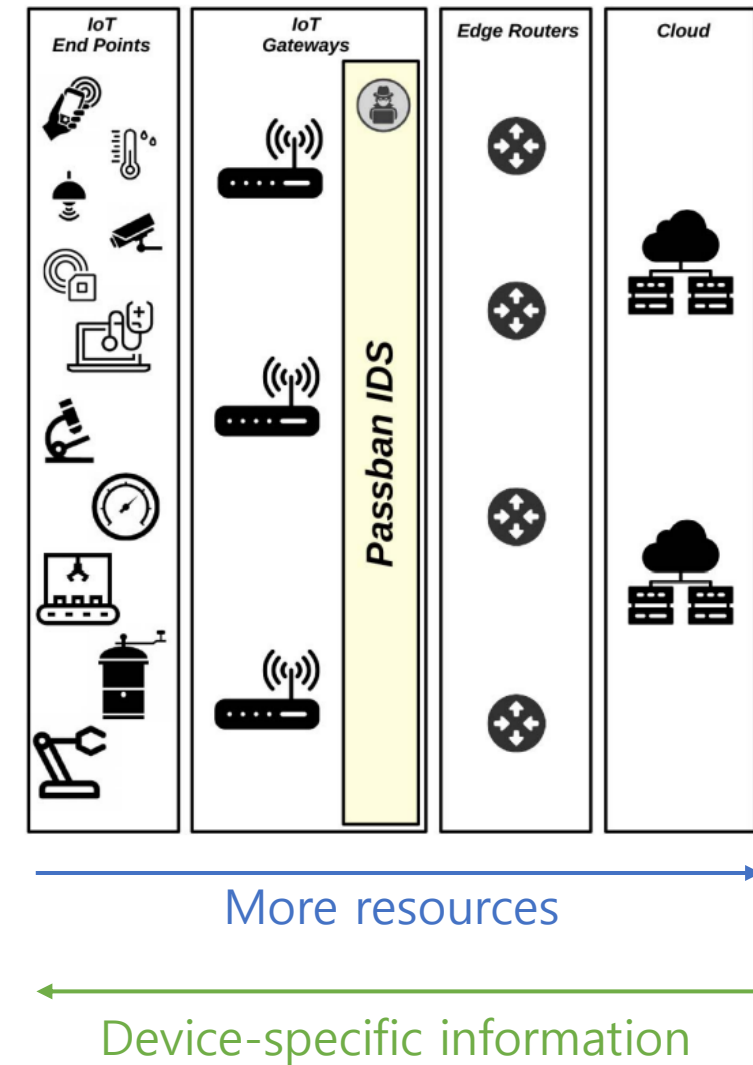 IoT
End Points
IoT
Gateways
Edge Routers
Cloud
Passban IDS
More resources
Device-specific information